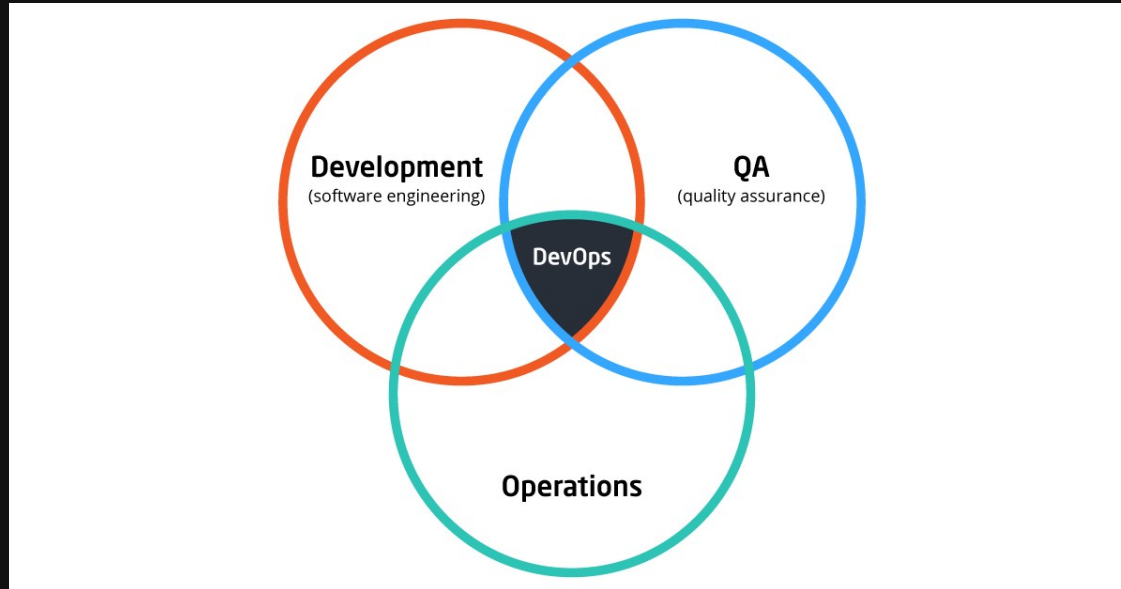 Development
(software engineering)
QA
(quality assurance)
DevOps
Operations